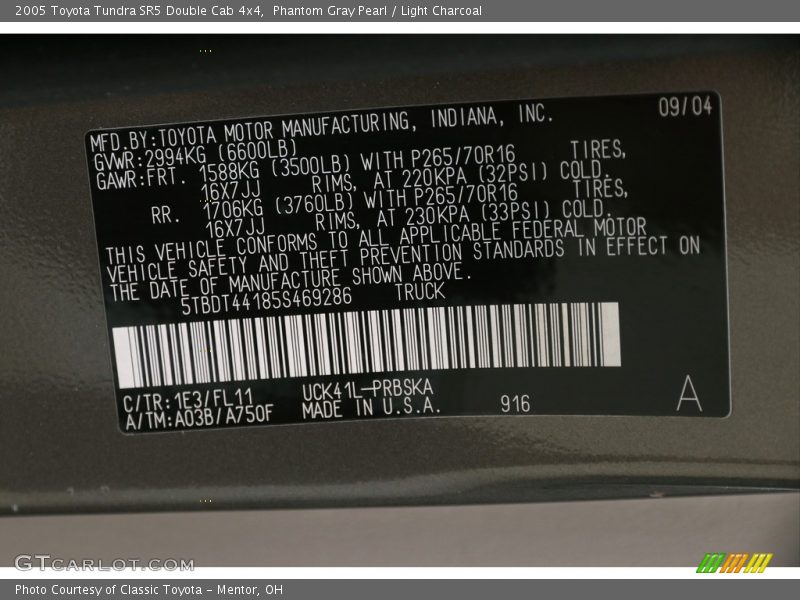 2005 Toyota Tundra SR5 Double Cab 4x4, Phantom Gray Pearl / Light Charcoal
MFD.BY:TOYOTA MOTOR MANUFACTURING, INDIANA, INC. 09/04
GVWR:2994KG (6600LB)
GAWR:FRT. 1588KG (3500LB) WITH P265/70R16 TIRES,
16X7JJ RIMS, AT 220KPA (32PSI) COLD.
RR. 1706KG (3760LB) WITH P265/70R16 TIRES,
16X7JJ RIMS, AT 230KPA (33PSI) COLD.
THIS VEHICLE CONFORMS TO ALL APPLICABLE FEDERAL MOTOR
VEHICLE SAFETY AND THEFT PREVENTION STANDARDS IN EFFECT ON
THE DATE OF MANUFACTURE SHOWN ABOVE.
5TBDT44185S469286 TRUCK
C/TR:1E3/FL11 UCK41L-PRBSKA
A/TM:A03B/A750F MADE IN U.S.A. 916 A
GTCARLOT.COM
Photo Courtesy of Classic Toyota - Mentor, OH